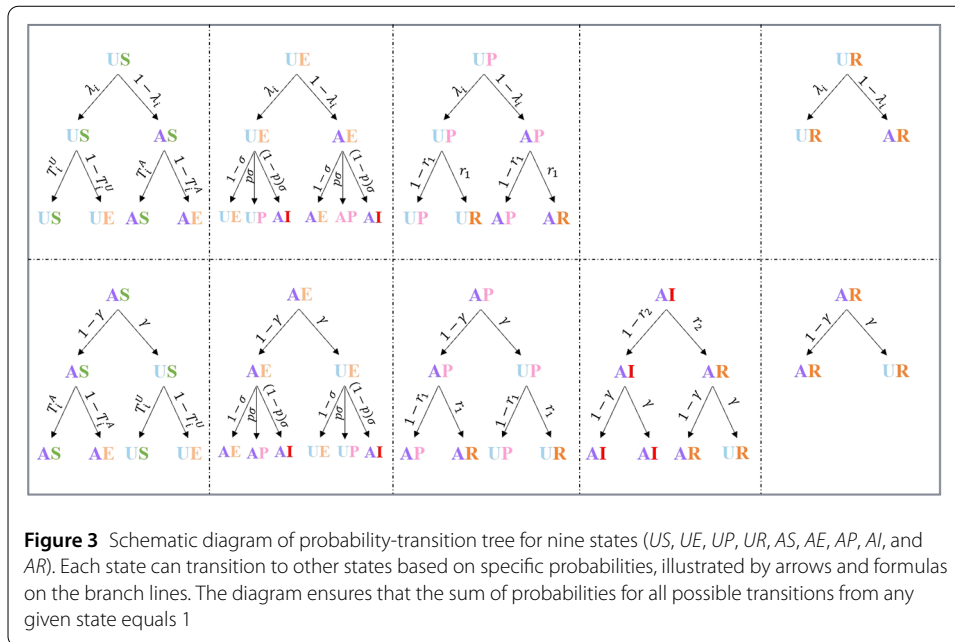 US UE UP UR
λᵢ 1−λᵢ λᵢ 1−λᵢ λᵢ 1−λᵢ λᵢ 1−λᵢ
US AS UE AE UP AP UR AR
Tᵢᵁ 1−Tᵢᵁ Tᵢᴬ 1−Tᵢᴬ 1−σ pσ (1−p)σ 1−σ pσ (1−p)σ 1−r₁ r₁ 1−r₁ r₁
US UE AS AE UE UP AI AE AP AI UP UR AP AR
AS AE AP AI AR
1−γ γ 1−γ γ 1−γ γ 1−r₂ r₂ 1−γ γ
AS US AE UE AP UP AI AR AR UR
Tᵢᴬ 1−Tᵢᴬ Tᵢᵁ 1−Tᵢᵁ 1−σ pσ (1−p)σ 1−σ pσ (1−p)σ 1−r₁ r₁ 1−r₁ r₁ 1−γ γ 1−γ γ
AS AE US UE AE AP AI UE UP AI AP AR UP UR AI AI AR UR
Figure 3 Schematic diagram of probability-transition tree for nine states (US, UE, UP, UR, AS, AE, AP, AI, and
AR). Each state can transition to other states based on specific probabilities, illustrated by arrows and formulas
on the branch lines. The diagram ensures that the sum of probabilities for all possible transitions from any
given state equals 1